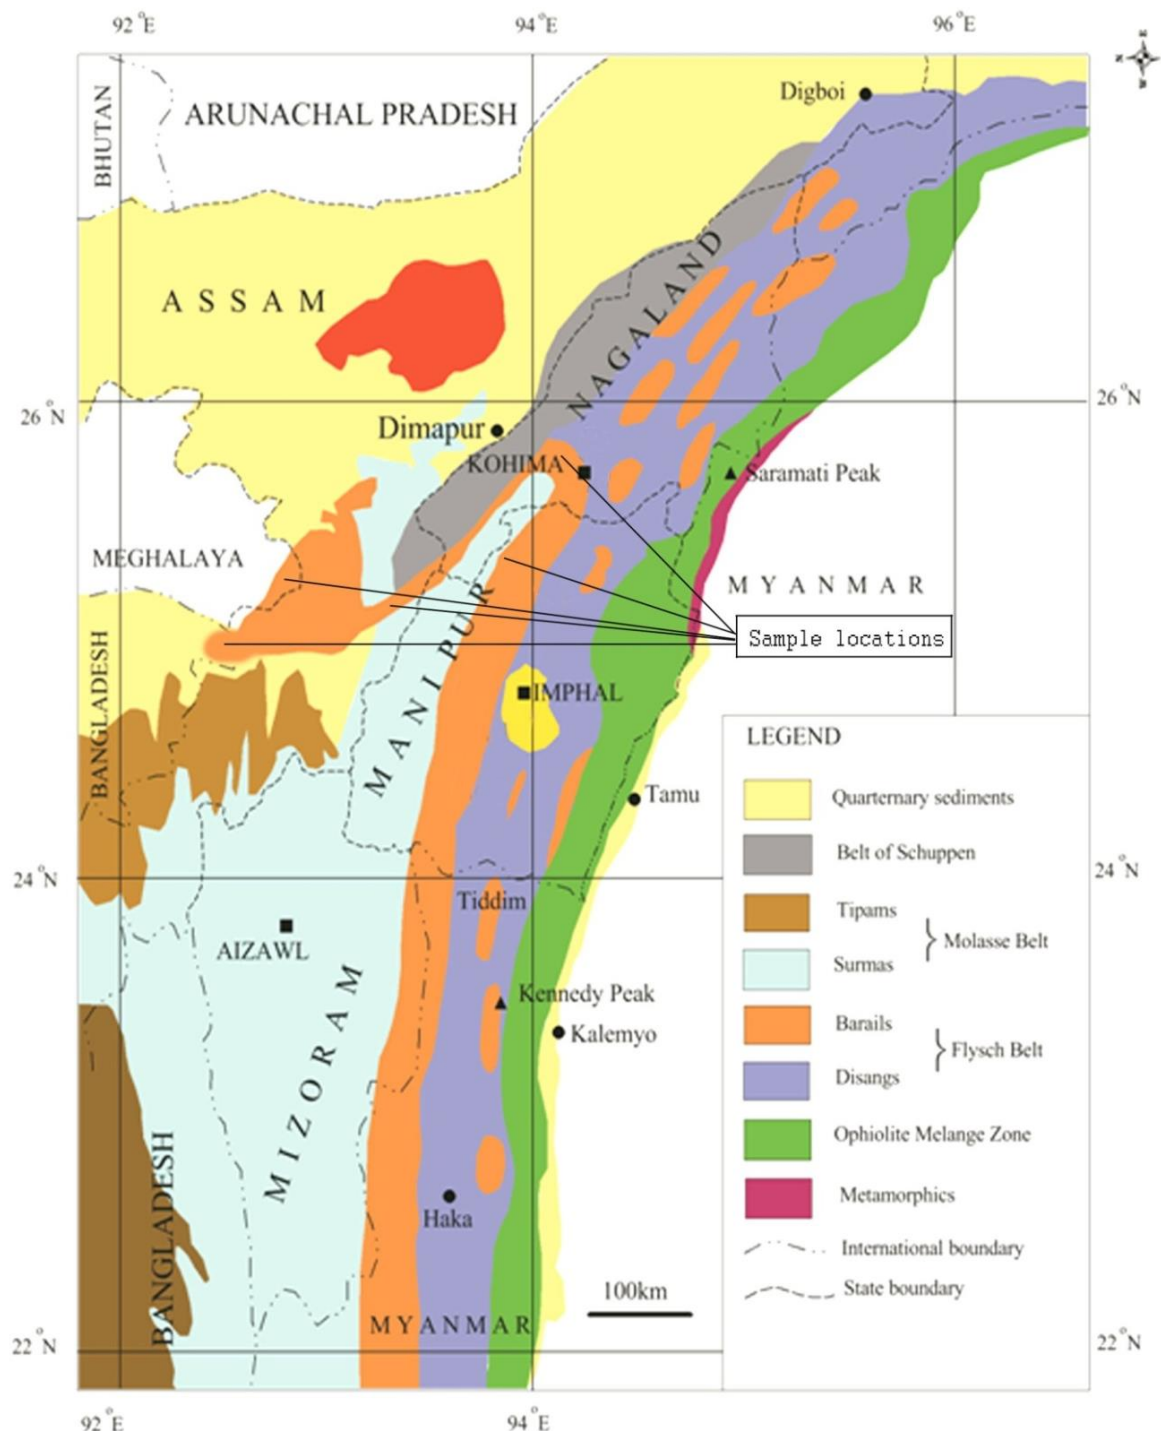 92 °E
94 °E
96 °E
BHUTAN
ARUNACHAL PRADESH
Digboi
ASSAM
NAGALAND
26 °N
26 °N
Dimapur
KOHIMA
Saramati Peak
MEGHALAYA
MYANMAR
Sample locations
BANGLADESH
MANIPUR
IMPHAL
LEGEND
Tamu
Quarternary sediments
Belt of Schuppen
24 °N
24 °N
Tiddim
Tipams
Molasse Belt
AIZAWL
Surmas
Kennedy Peak
Barails
Kalemyo
Flysch Belt
MIZORAM
Disangs
Ophiolite Melange Zone
Metamorphics
Haka
BANGLADESH
International boundary
100km
State boundary
MYANMAR
22 °N
22 °N
92 °E
94 °E